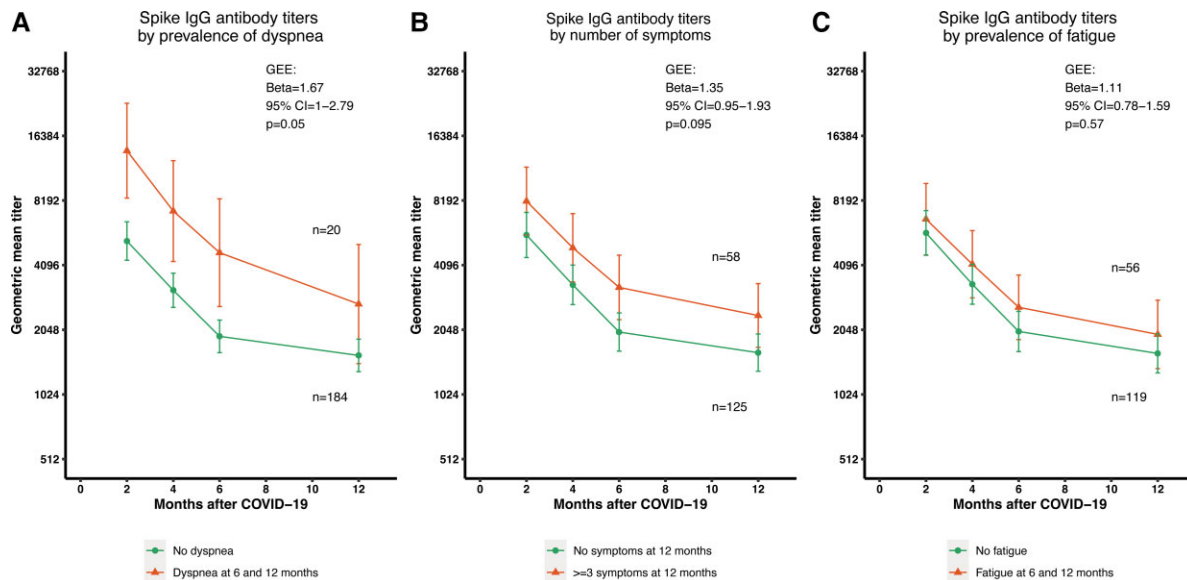 A
Spike IgG antibody titers
by prevalence of dyspnea
GEE:
Beta=1.67
95% CI=1−2.79
p=0.05
Geometric mean titer
32768
16384
8192
4096
2048
1024
512
n=20
n=184
0 2 4 6 8 10 12
Months after COVID−19
No dyspnea
Dyspnea at 6 and 12 months
B
Spike IgG antibody titers
by number of symptoms
GEE:
Beta=1.35
95% CI=0.95−1.93
p=0.095
Geometric mean titer
32768
16384
8192
4096
2048
1024
512
n=58
n=125
0 2 4 6 8 10 12
Months after COVID−19
No symptoms at 12 months
>=3 symptoms at 12 months
C
Spike IgG antibody titers
by prevalence of fatigue
GEE:
Beta=1.11
95% CI=0.78−1.59
p=0.57
Geometric mean titer
32768
16384
8192
4096
2048
1024
512
n=56
n=119
0 2 4 6 8 10 12
Months after COVID−19
No fatigue
Fatigue at 6 and 12 months